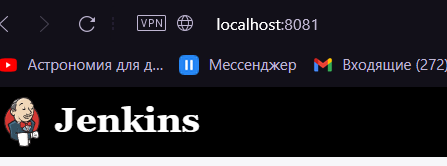 VPN localhost:8081
Астрономия для д... Мессенджер Входящие (272)
Jenkins